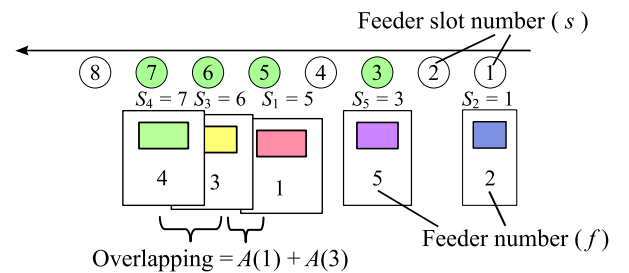 Feeder slot number ( s )
8 7 6 5 4 3 2 1
S₄ = 7 S₃ = 6 S₁ = 5 S₅ = 3 S₂ = 1
4 3 1 5 2
Feeder number ( f )
Overlapping = A(1) + A(3)